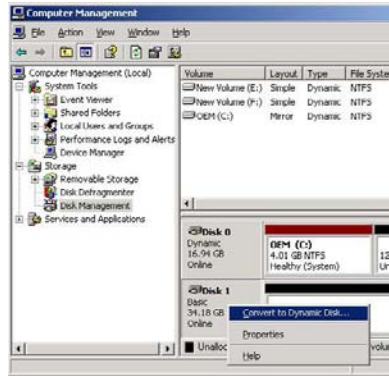 Computer Management
File Action View Window Help
Computer Management (Local)
System Tools
Event Viewer
Shared Folders
Local Users and Groups
Performance Logs and Alerts
Device Manager
Storage
Removable Storage
Disk Defragmenter
Disk Management
Services and Applications
Volume Layout Type File Syste
New Volume (E:) Simple Dynamic NTFS
New Volume (F:) Simple Dynamic NTFS
OEM (C:) Mirror Dynamic NTFS
Disk 0
Dynamic
16.94 GB
Online
OEM (C:)
4.01 GB NTFS
Healthy (System)
12
Un
Disk 1
Basic
34.18 GB
Online
Convert to Dynamic Disk...
Properties
Help
Unalloc
volu